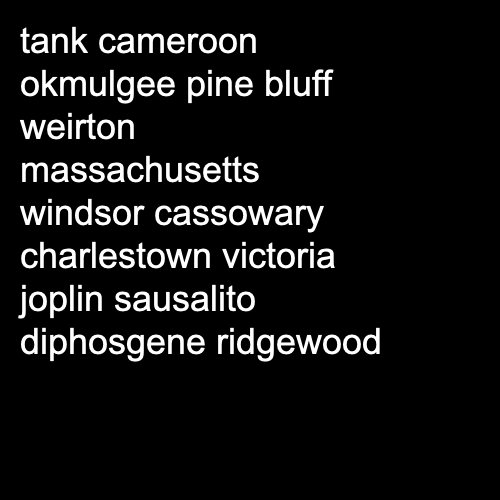 tank cameroon
okmulgee pine bluff
weirton
massachusetts
windsor cassowary
charlestown victoria
joplin sausalito
diphosgene ridgewood